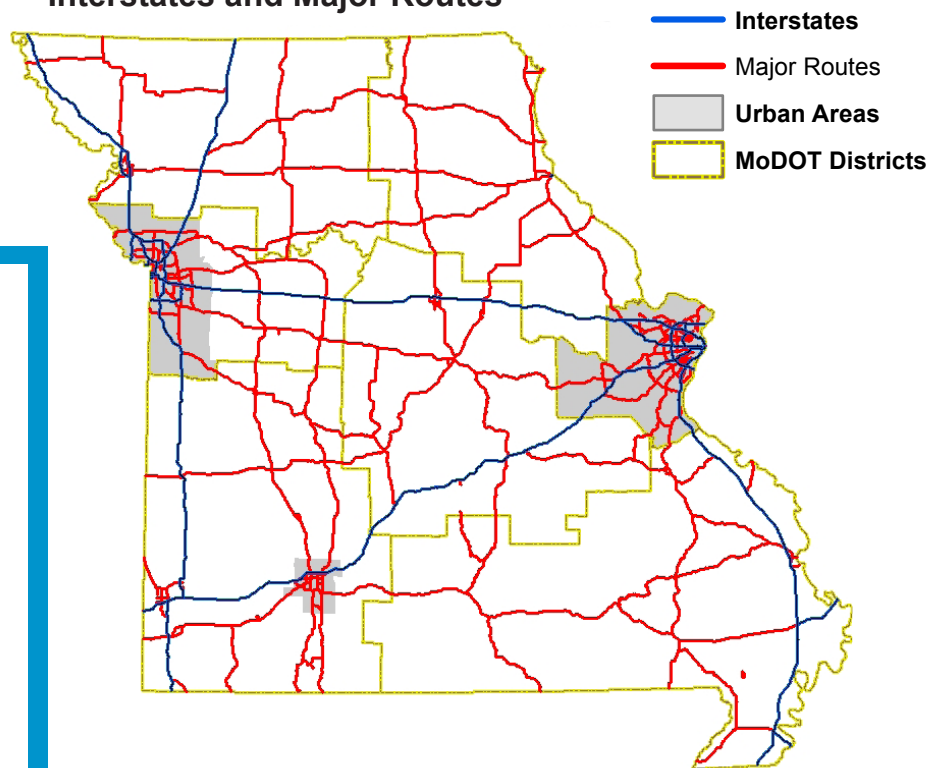 Interstates and Major Routes
Interstates
Major Routes
Urban Areas
MoDOT Districts